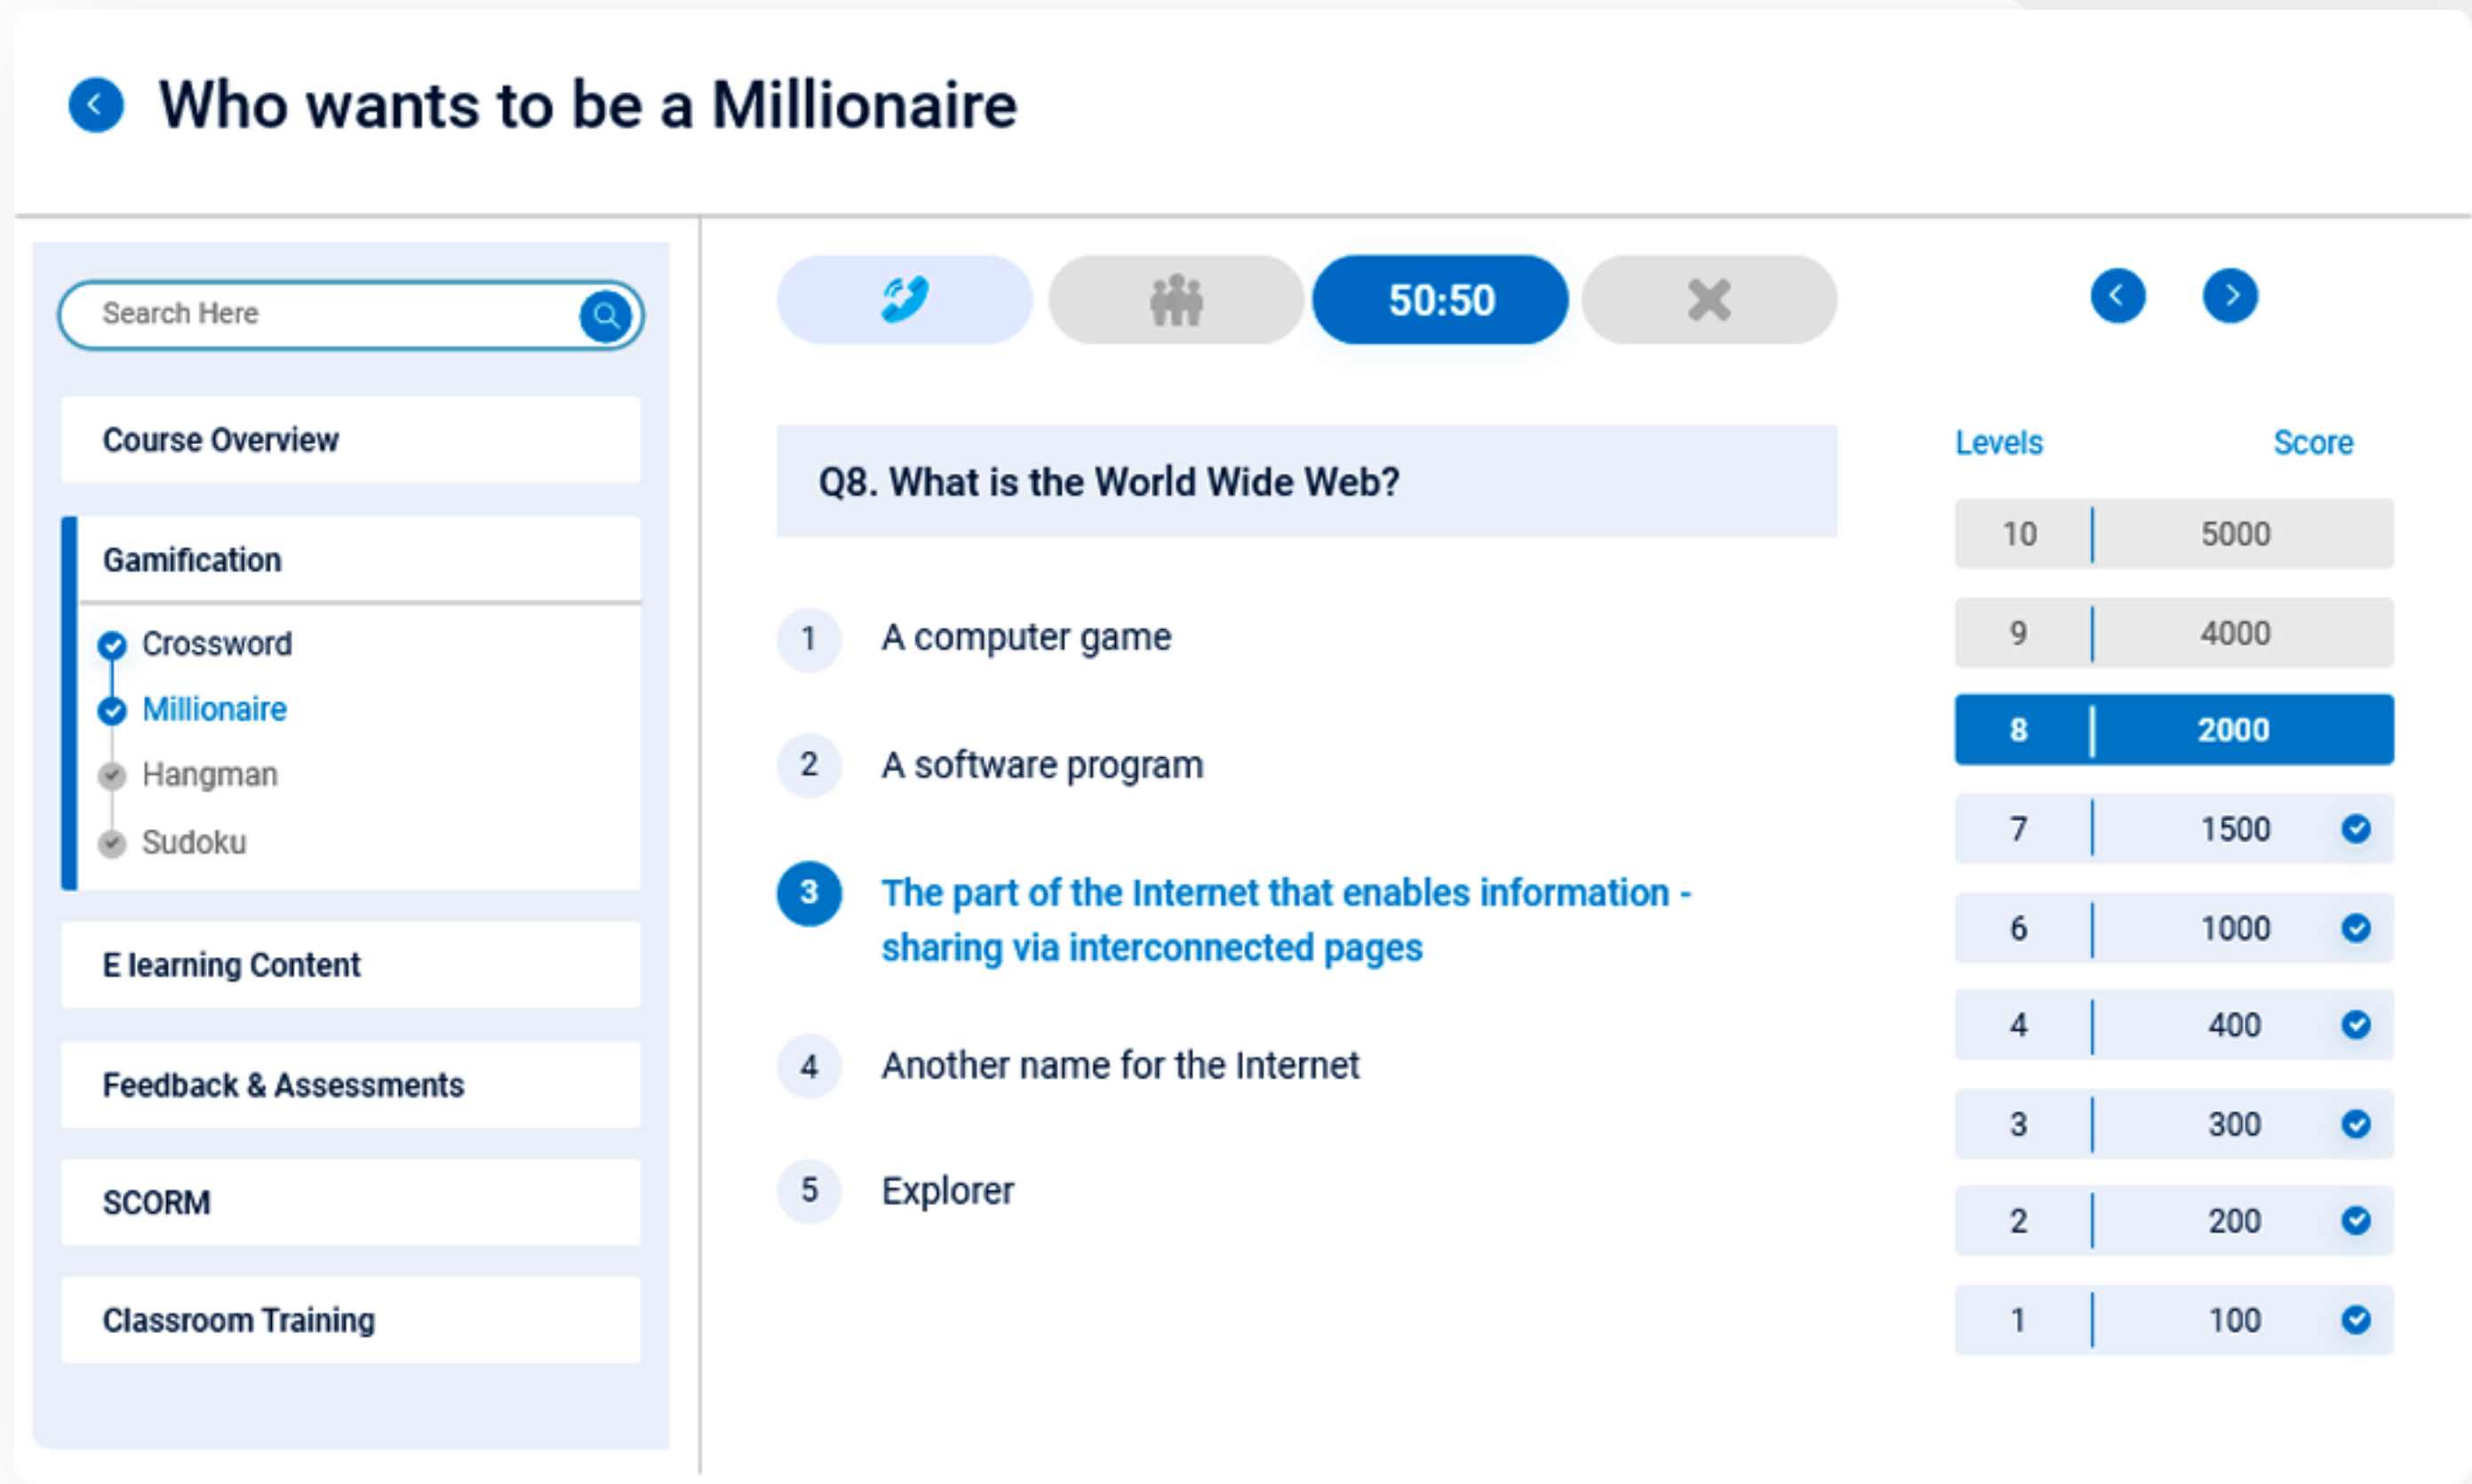 Who wants to be a Millionaire
Search Here
Course Overview
Gamification
Crossword
Millionaire
Hangman
Sudoku
E learning Content
Feedback & Assessments
SCORM
Classroom Training
50:50
Q8. What is the World Wide Web?
1 A computer game
2 A software program
3 The part of the Internet that enables information -
sharing via interconnected pages
4 Another name for the Internet
5 Explorer
Levels Score
10 5000
9 4000
8 2000
7 1500
6 1000
4 400
3 300
2 200
1 100